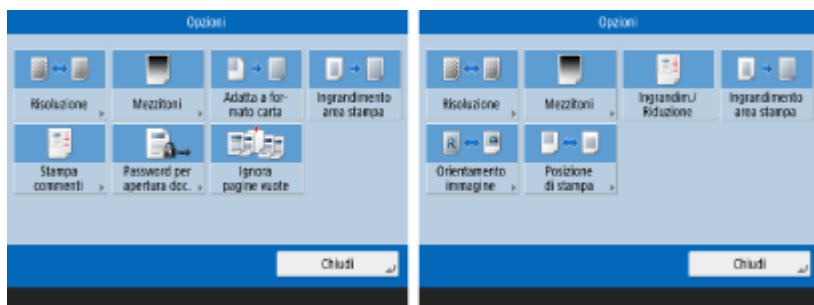 Opzioni
Risoluzione
Mezzitoni
Adatta a for-
mato carta
Ingrandimento
area stampa
Stampa
commenti
Password per
apertura doc.
Ignora
pagine vuote
Chiudi
Opzioni
Risoluzione
Mezzitoni
Ingrandim./
Riduzione
Ingrandimento
area stampa
R
Orientamento
immagine
Posizione
di stampa
Chiudi